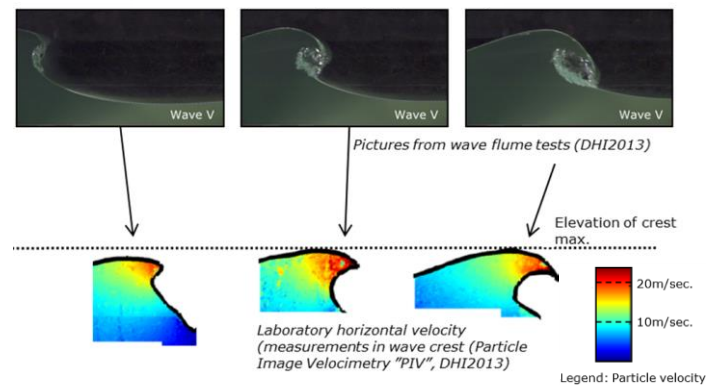 Wave V
Wave V
Wave V
Pictures from wave flume tests (DHI2013)
Elevation of crest
max.
20m/sec.
10m/sec.
Laboratory horizontal velocity
(measurements in wave crest (Particle
Image Velocimetry ”PIV”, DHI2013)
Legend: Particle velocity